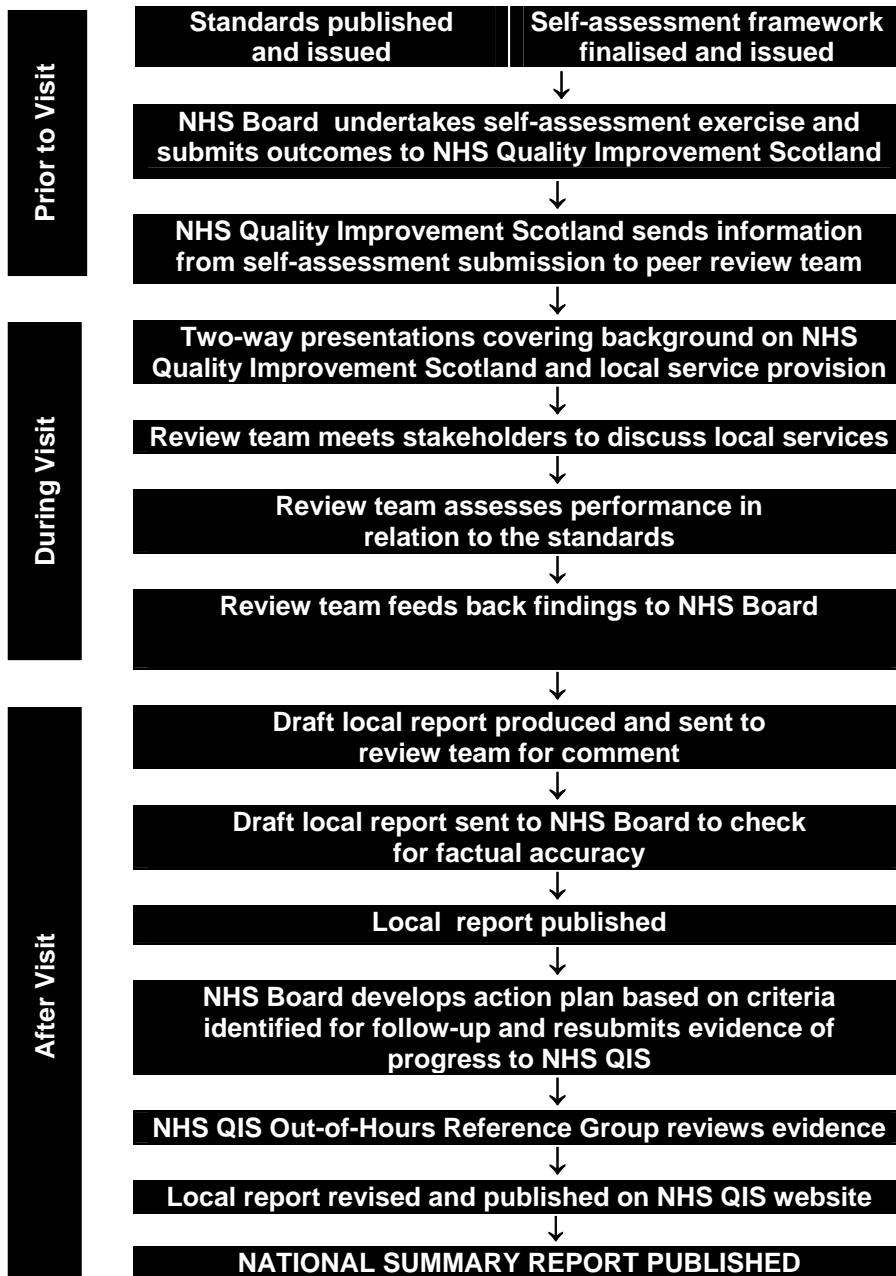 Prior to Visit
Standards published
and issued
Self-assessment framework
finalised and issued
NHS Board undertakes self-assessment exercise and
submits outcomes to NHS Quality Improvement Scotland
NHS Quality Improvement Scotland sends information
from self-assessment submission to peer review team
During Visit
Two-way presentations covering background on NHS
Quality Improvement Scotland and local service provision
Review team meets stakeholders to discuss local services
Review team assesses performance in
relation to the standards
Review team feeds back findings to NHS Board
After Visit
Draft local report produced and sent to
review team for comment
Draft local report sent to NHS Board to check
for factual accuracy
Local report published
NHS Board develops action plan based on criteria
identified for follow-up and resubmits evidence of
progress to NHS QIS
NHS QIS Out-of-Hours Reference Group reviews evidence
Local report revised and published on NHS QIS website
NATIONAL SUMMARY REPORT PUBLISHED